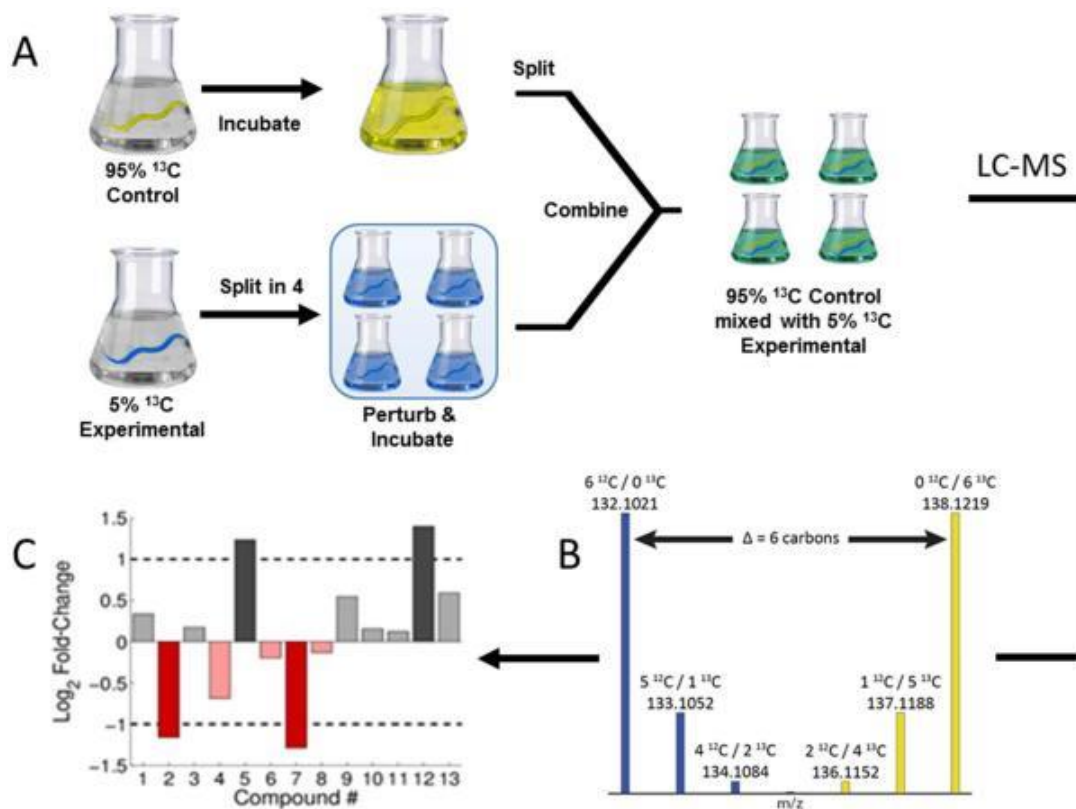 A
Incubate
95% ¹³C
Control
Split
Combine
Split in 4
5% ¹³C
Experimental
Perturb &
Incubate
95% ¹³C Control
mixed with 5% ¹³C
Experimental
LC-MS
C
Log₂ Fold-Change
1
0.5
0
−0.5
−1
−1.5
1 2 3 4 5 6 7 8 9 10 11 12 13
Compound #
B
6 ¹²C / 0 ¹³C
132.1021
0 ¹²C / 6 ¹³C
138.1219
Δ = 6 carbons
5 ¹²C / 1 ¹³C
133.1052
1 ¹²C / 5 ¹³C
137.1188
4 ¹²C / 2 ¹³C
134.1084
2 ¹²C / 4 ¹³C
136.1152
m/z